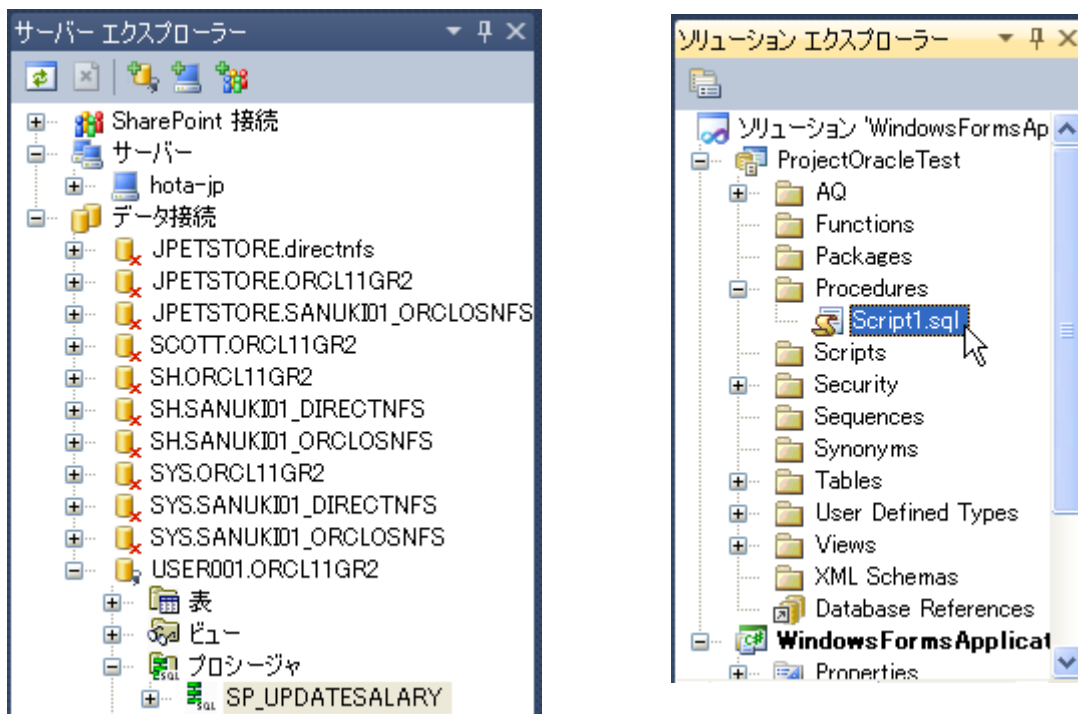 サーバー エクスプローラー
SharePoint 接続
サーバー
hota-jp
データ接続
JPETSTORE.directnfs
JPETSTORE.ORCL11GR2
JPETSTORE.SANUKI01_ORCLOSNFS
SCOTT.ORCL11GR2
SH.ORCL11GR2
SH.SANUKI01_DIRECTNFS
SH.SANUKI01_ORCLOSNFS
SYS.ORCL11GR2
SYS.SANUKI01_DIRECTNFS
SYS.SANUKI01_ORCLOSNFS
USER001.ORCL11GR2
表
ビュー
プロシージャ
SP_UPDATESALARY
ソリューション エクスプローラー
ソリューション 'WindowsFormsAp
ProjectOracleTest
AQ
Functions
Packages
Procedures
Script1.sql
Scripts
Security
Sequences
Synonyms
Tables
User Defined Types
Views
XML Schemas
Database References
WindowsFormsApplicat
Properties